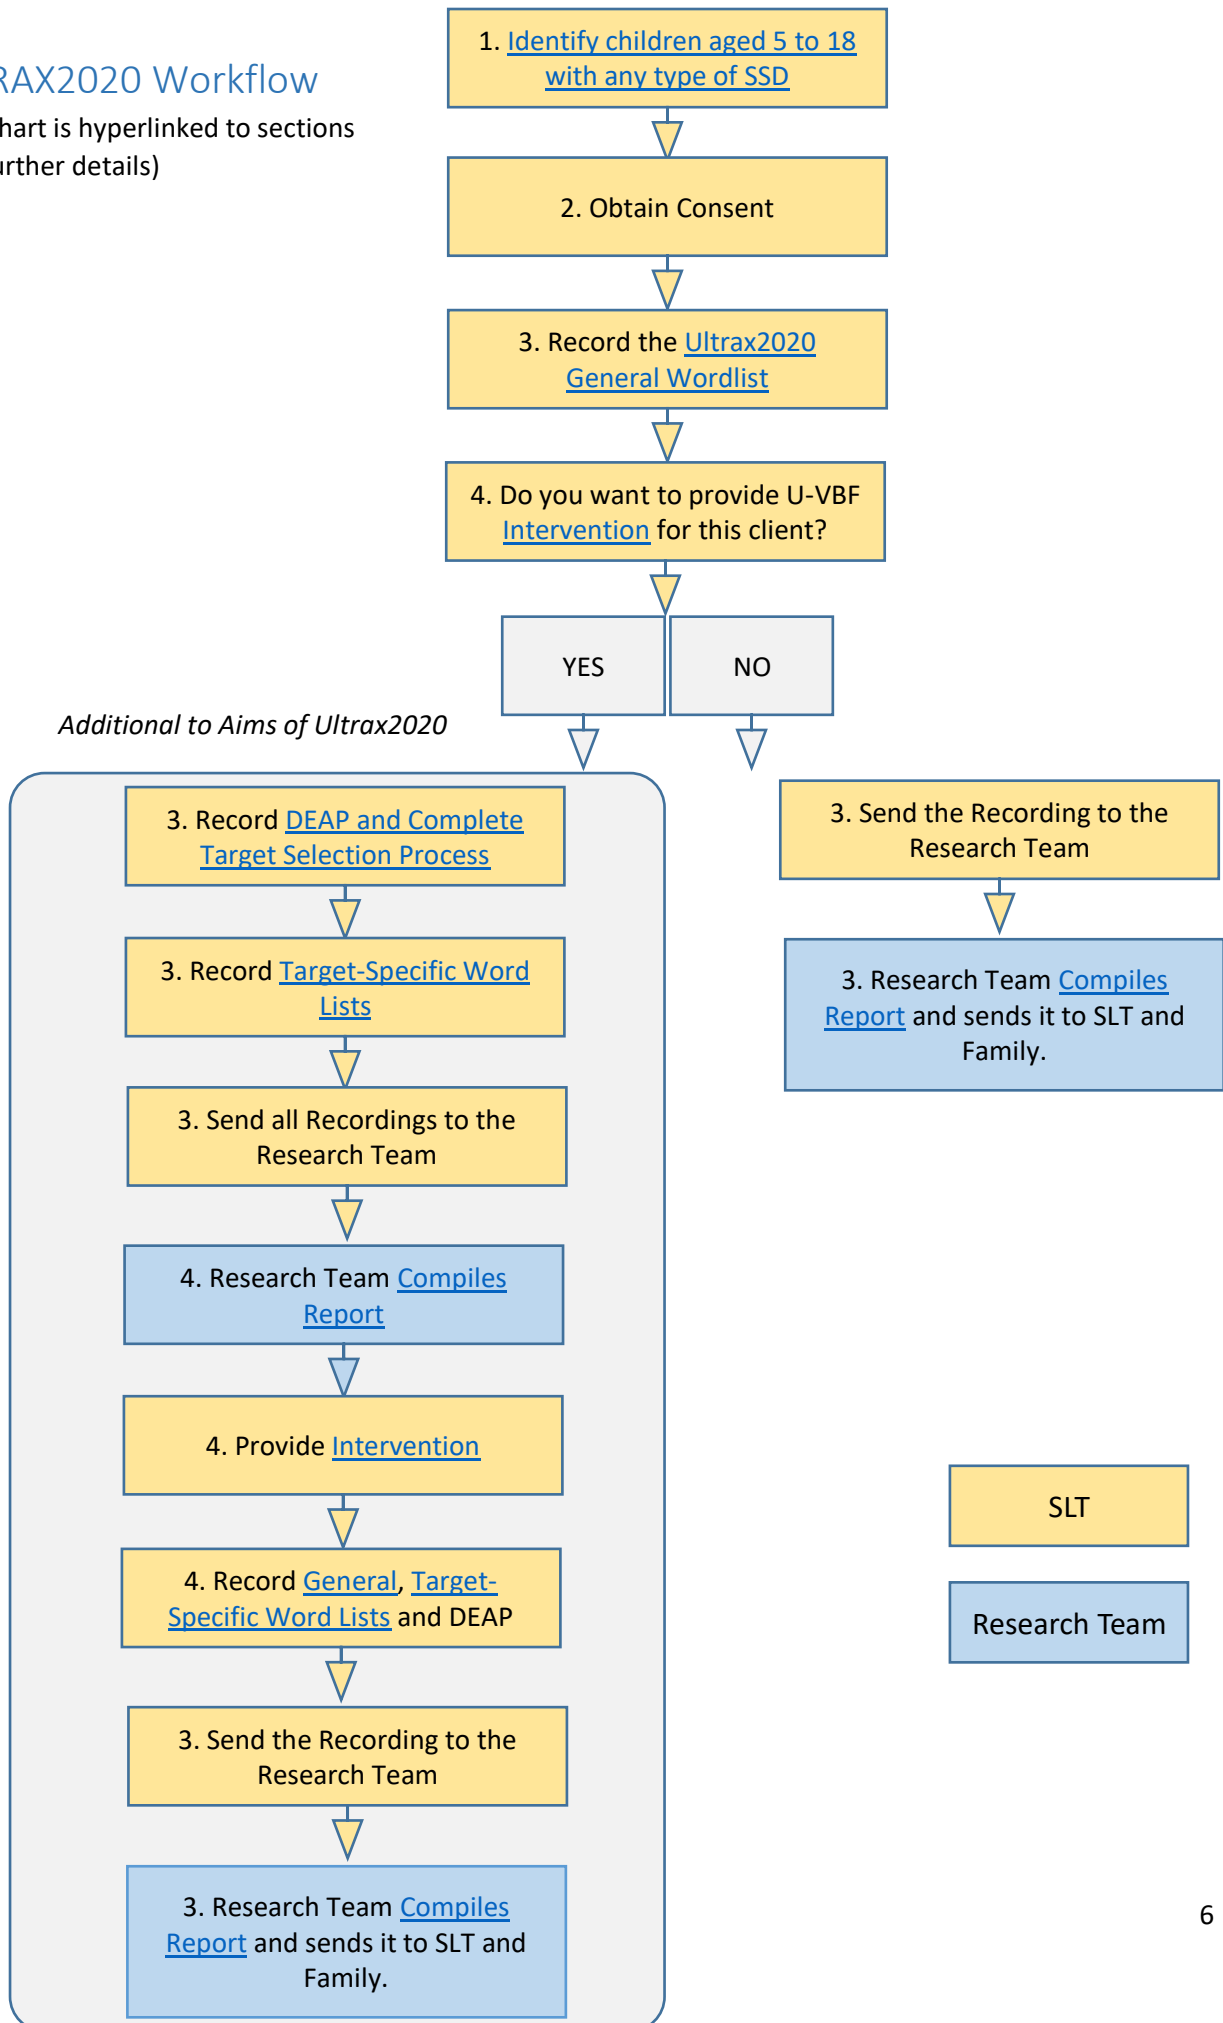 RAX2020 Workflow
hart is hyperlinked to sections
urther details)
1. Identify children aged 5 to 18
with any type of SSD
2. Obtain Consent
3. Record the Ultrax2020
General Wordlist
4. Do you want to provide U-VBF
Intervention for this client?
YES
NO
Additional to Aims of Ultrax2020
3. Record DEAP and Complete
Target Selection Process
3. Record Target-Specific Word
Lists
3. Send all Recordings to the
Research Team
4. Research Team Compiles
Report
4. Provide Intervention
4. Record General, Target-
Specific Word Lists and DEAP
3. Send the Recording to the
Research Team
3. Research Team Compiles
Report and sends it to SLT and
Family.
3. Send the Recording to the
Research Team
3. Research Team Compiles
Report and sends it to SLT and
Family.
SLT
Research Team
6